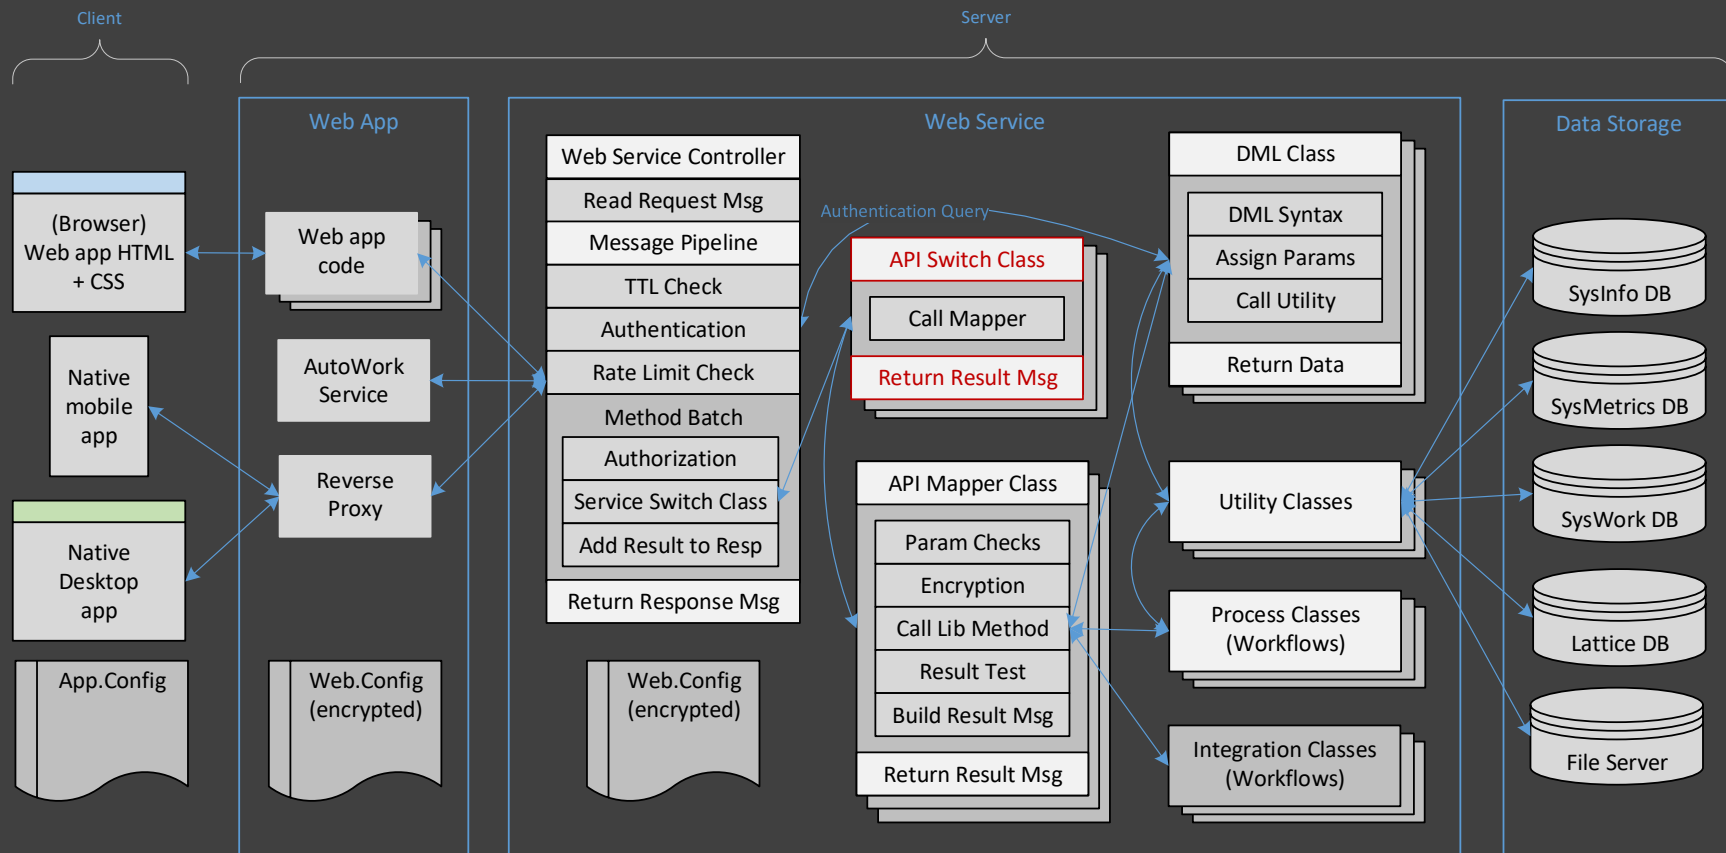 Client
Server
Web App
Web Service
Data Storage
(Browser)
Web app HTML
+ CSS
Native
mobile
app
Native
Desktop
app
App.Config
Web app
code
AutoWork
Service
Reverse
Proxy
Web.Config
(encrypted)
Web Service Controller
Read Request Msg
Message Pipeline
TTL Check
Authentication
Rate Limit Check
Method Batch
Authorization
Service Switch Class
Add Result to Resp
Return Response Msg
Web.Config
(encrypted)
Authentication Query
API Switch Class
Call Mapper
Return Result Msg
API Mapper Class
Param Checks
Encryption
Call Lib Method
Result Test
Build Result Msg
Return Result Msg
DML Class
DML Syntax
Assign Params
Call Utility
Return Data
Utility Classes
Process Classes
(Workflows)
Integration Classes
(Workflows)
SysInfo DB
SysMetrics DB
SysWork DB
Lattice DB
File Server